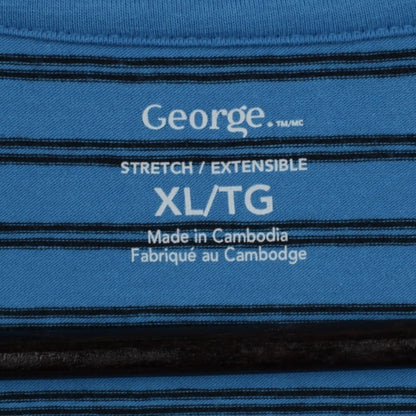 George. TM/MC
STRETCH / EXTENSIBLE
XL/TG
Made in Cambodia
Fabriqué au Cambodge